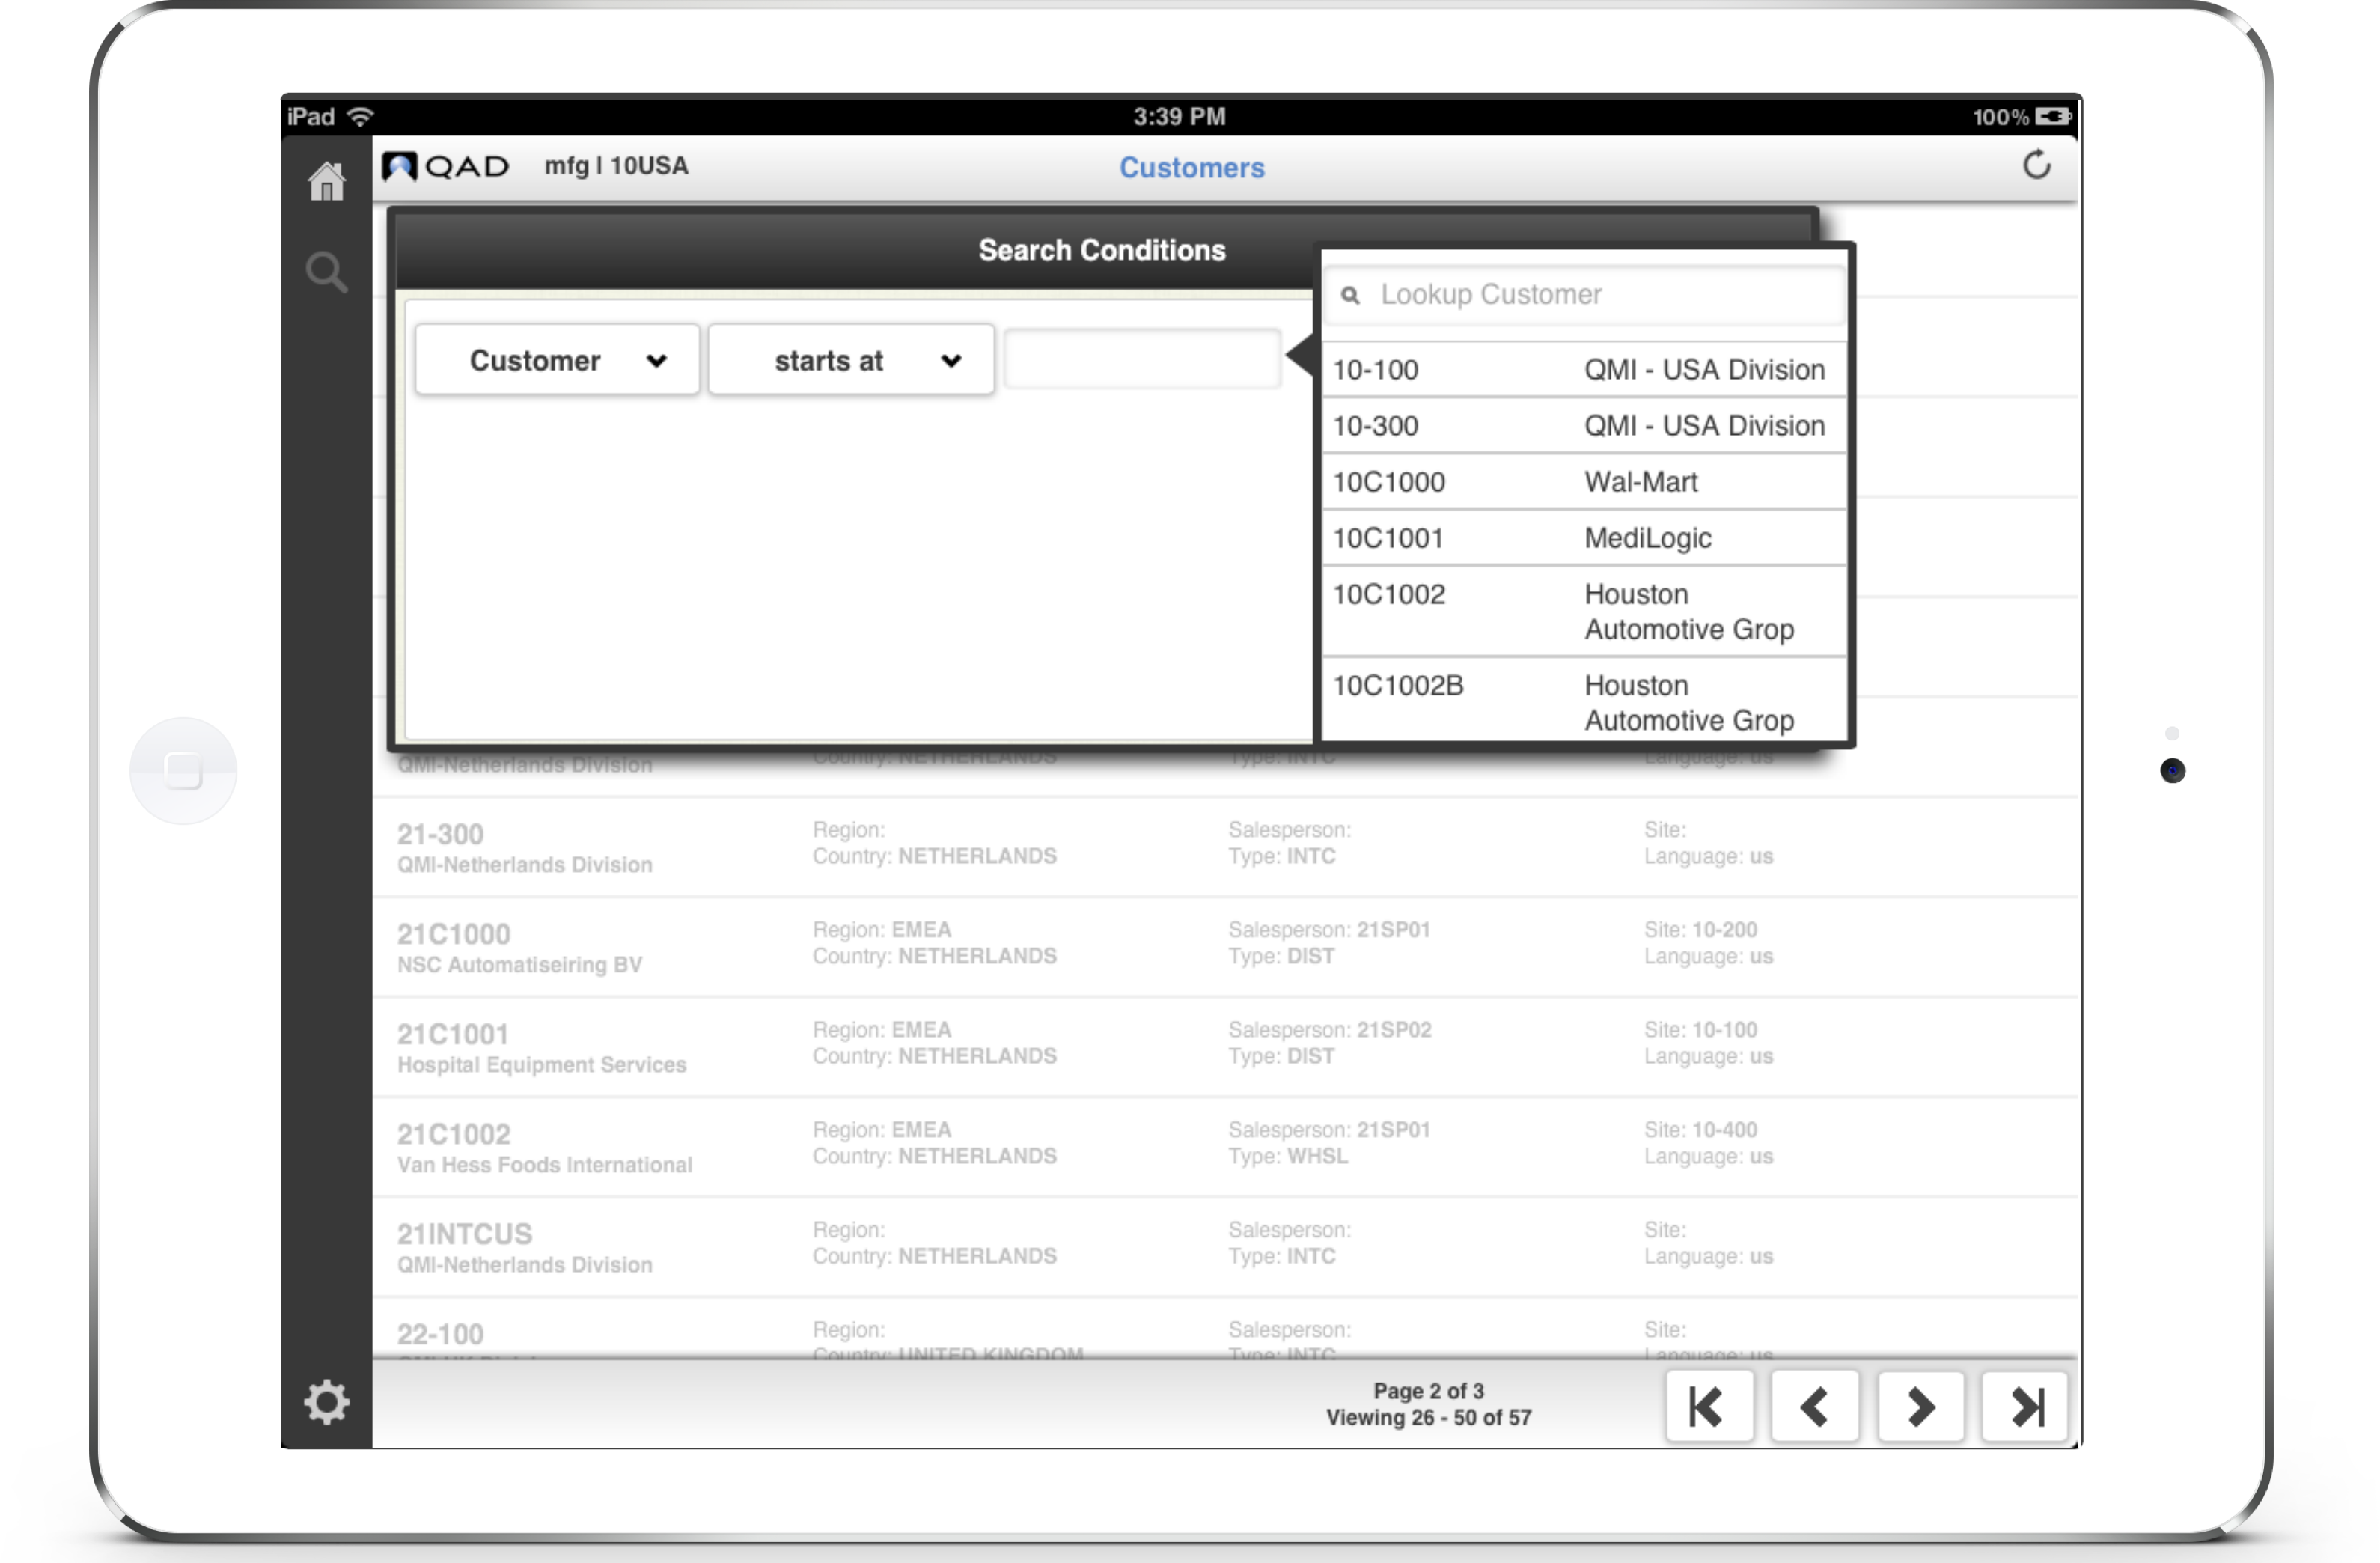 iPad 3:39 PM 100%
QAD mfg | 10USA Customers
Search Conditions
Customer starts at
Lookup Customer
10-100 QMI - USA Division
10-300 QMI - USA Division
10C1000 Wal-Mart
10C1001 MediLogic
10C1002 Houston
Automotive Grop
10C1002B Houston
Automotive Grop
QMI-Netherlands Division Country: NETHERLANDS Type: INTC Language: us
21-300 Region: Salesperson: Site:
QMI-Netherlands Division Country: NETHERLANDS Type: INTC Language: us
21C1000 Region: EMEA Salesperson: 21SP01 Site: 10-200
NSC Automatiseiring BV Country: NETHERLANDS Type: DIST Language: us
21C1001 Region: EMEA Salesperson: 21SP02 Site: 10-100
Hospital Equipment Services Country: NETHERLANDS Type: DIST Language: us
21C1002 Region: EMEA Salesperson: 21SP01 Site: 10-400
Van Hess Foods International Country: NETHERLANDS Type: WHSL Language: us
21INTCUS Region: Salesperson: Site:
QMI-Netherlands Division Country: NETHERLANDS Type: INTC Language: us
22-100 Region: Salesperson: Site:
Country: UNITED KINGDOM Type: INTC Language: us
Page 2 of 3
Viewing 26 - 50 of 57